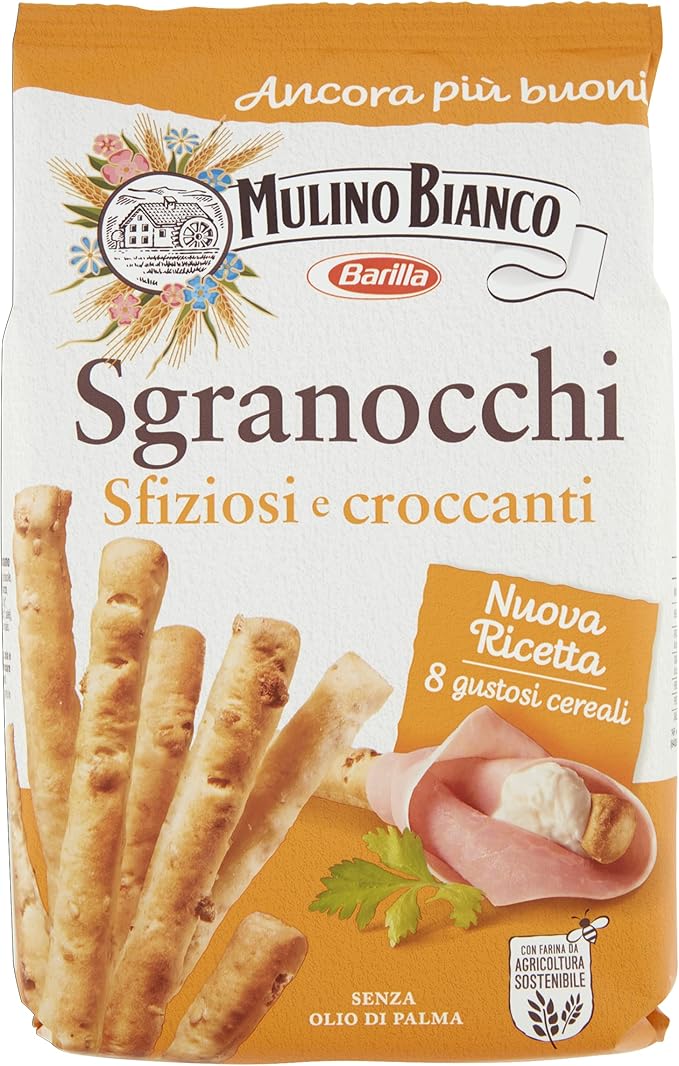 Ancora più buoni
MULINO BIANCO
Barilla
Sgranocchi
Sfiziosi e croccanti
Nuova
Ricetta
8 gustosi cereali
CON FARINA DA
AGRICOLTURA
SOSTENIBILE
SENZA
OLIO DI PALMA